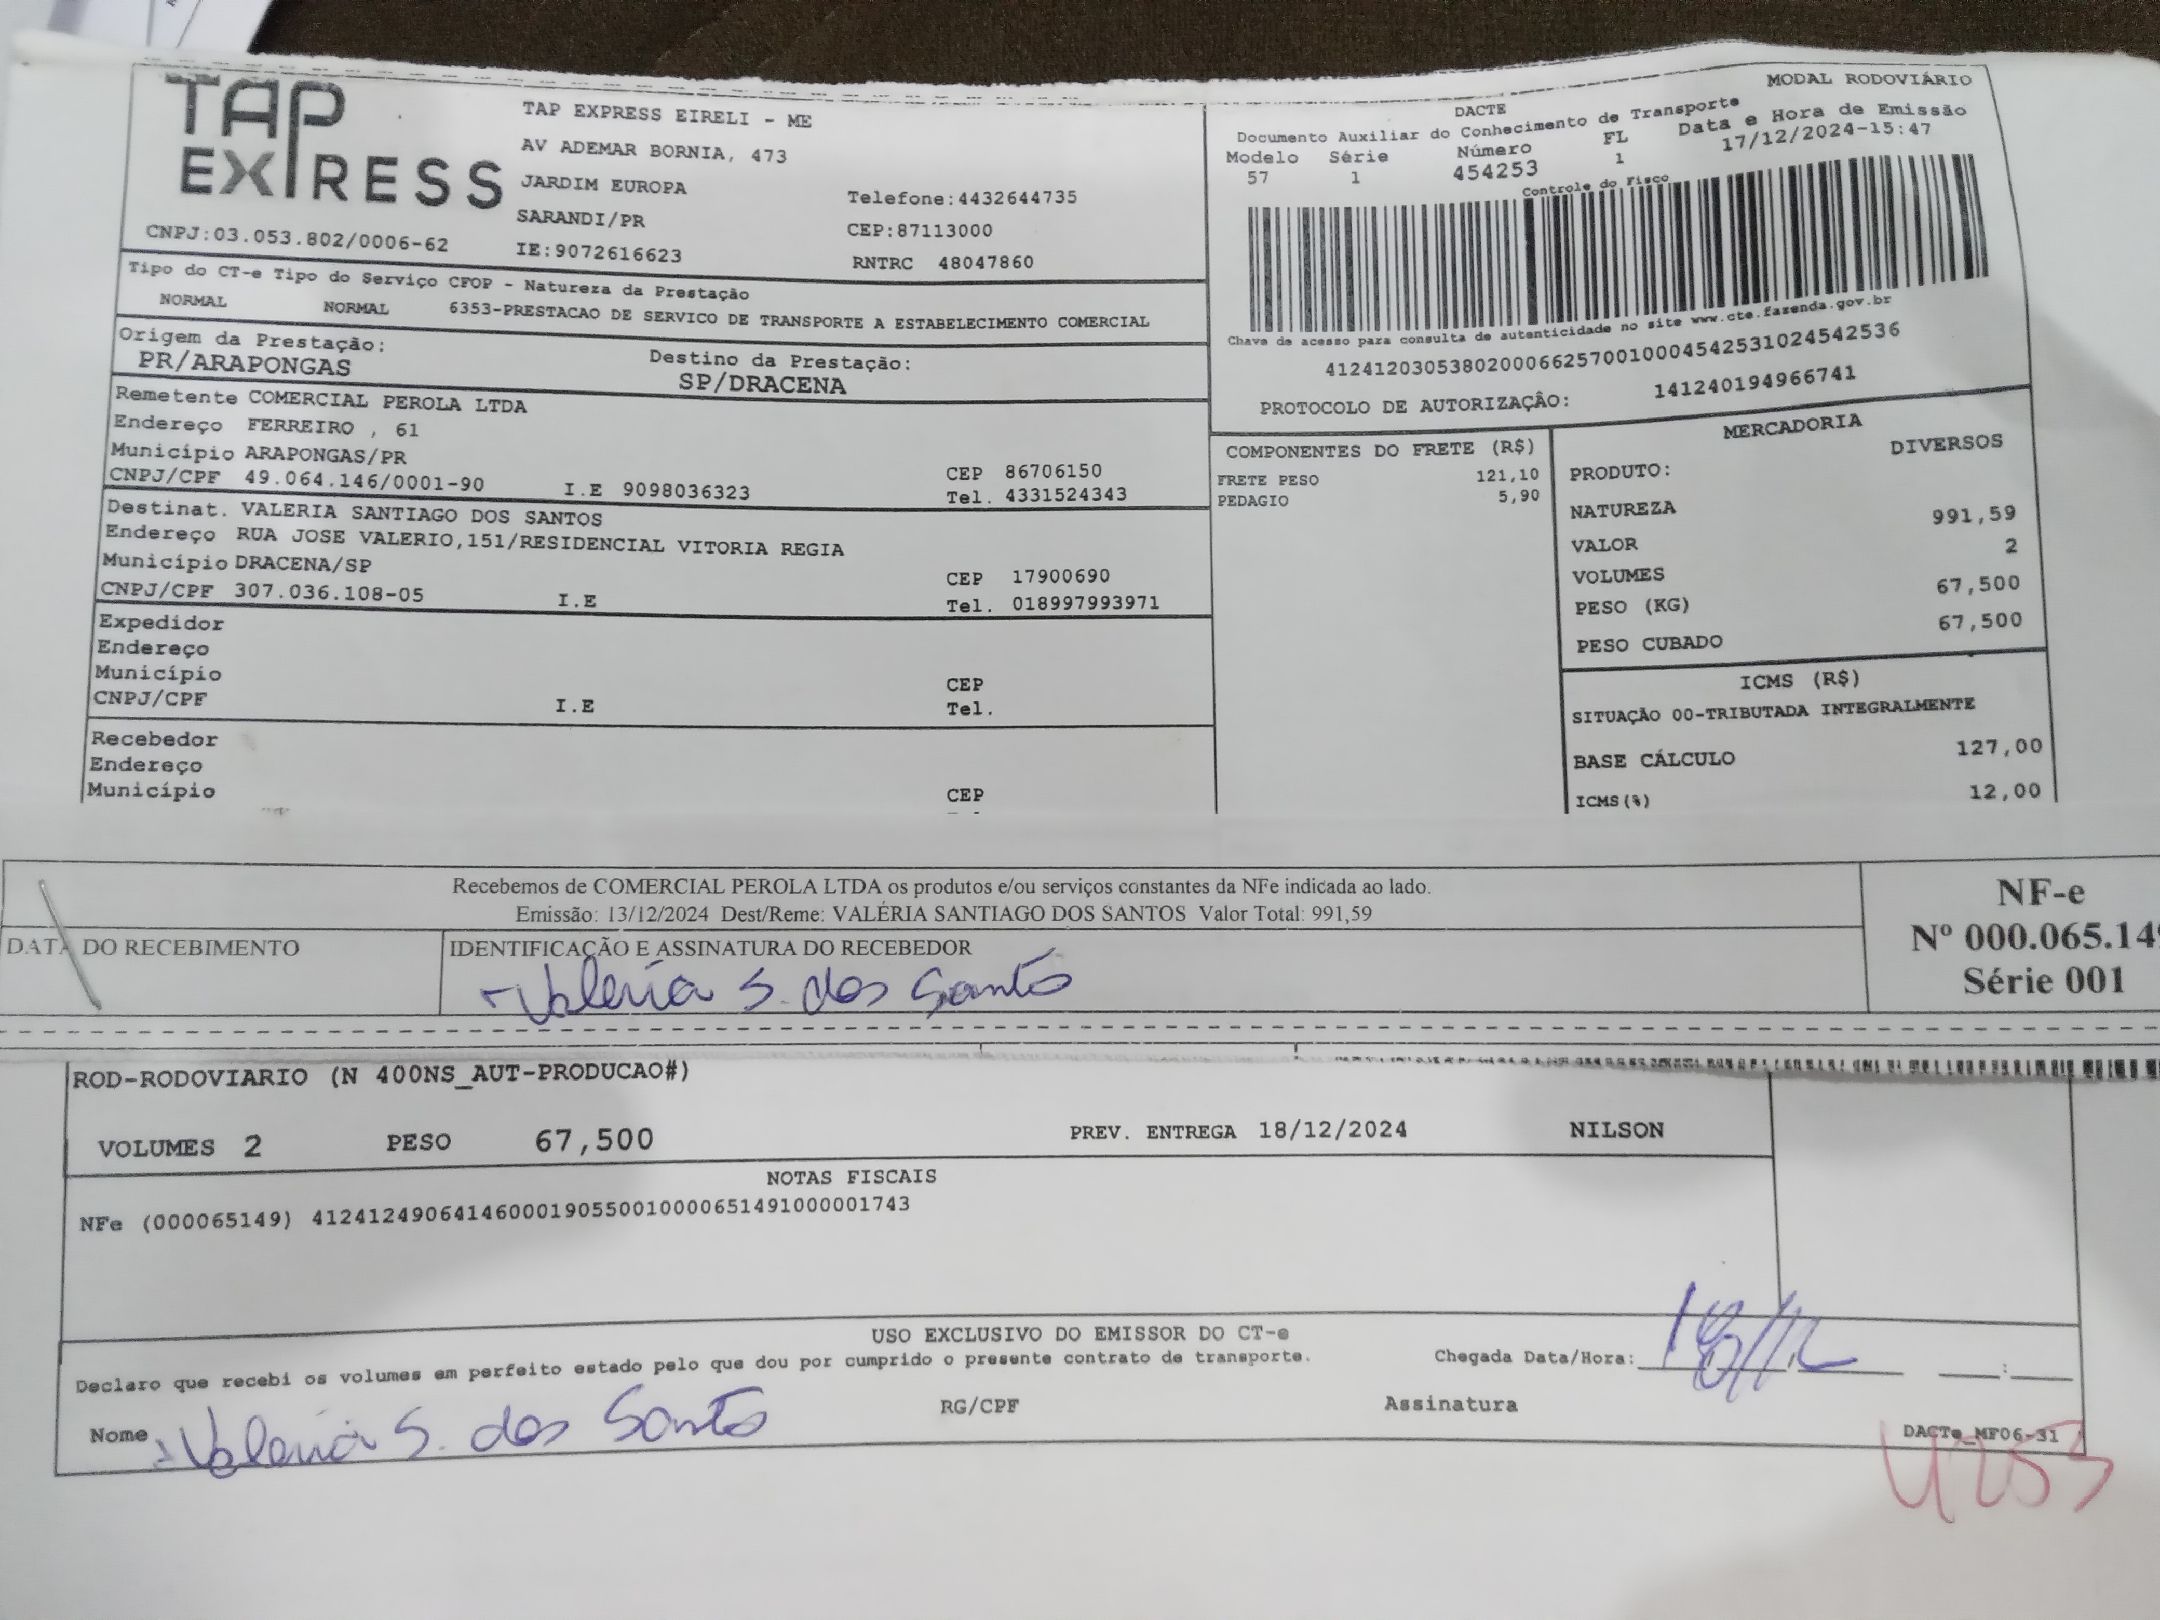 TAP
EXPRESS
TAP EXPRESS EIRELI - ME
AV ADEMAR BORNIA, 473
JARDIM EUROPA
SARANDI/PR
IE:9072616623
Telefone:4432644735
CEP:87113000
RNTRC 48047860
CNPJ:03.053.802/0006-62
MODAL RODOVIÁRIO
DACTE
Documento Auxiliar do Conhecimento de Transporte
Modelo Série Número FL Data e Hora de Emissão
57 1 454253 1 17/12/2024-15:47
Controle do Fisco
Chave de acesso para consulta de autenticidade no site www.cte.fazenda.gov.br
41241203053802000662570010004542531024542536
PROTOCOLO DE AUTORIZAÇÃO: 141240194966741
Tipo do CT-e Tipo do Serviço CFOP - Natureza da Prestação
NORMAL NORMAL 6353-PRESTACAO DE SERVICO DE TRANSPORTE A ESTABELECIMENTO COMERCIAL
Origem da Prestação: Destino da Prestação:
PR/ARAPONGAS SP/DRACENA
Remetente COMERCIAL PEROLA LTDA
Endereço FERREIRO , 61
Município ARAPONGAS/PR CEP 86706150
CNPJ/CPF 49.064.146/0001-90 I.E 9098036323 Tel. 4331524343
Destinat. VALERIA SANTIAGO DOS SANTOS
Endereço RUA JOSE VALERIO,151/RESIDENCIAL VITORIA REGIA
Município DRACENA/SP CEP 17900690
CNPJ/CPF 307.036.108-05 I.E Tel. 018997993971
Expedidor
Endereço
Município CEP
CNPJ/CPF I.E Tel.
Recebedor
Endereço
Município CEP
COMPONENTES DO FRETE (R$)
FRETE PESO 121,10
PEDAGIO 5,90
MERCADORIA
PRODUTO: DIVERSOS
NATUREZA
VALOR 991,59
VOLUMES 2
PESO (KG) 67,500
PESO CUBADO 67,500
ICMS (R$)
SITUAÇÃO 00-TRIBUTADA INTEGRALMENTE
BASE CÁLCULO 127,00
ICMS(%) 12,00
Recebemos de COMERCIAL PEROLA LTDA os produtos e/ou serviços constantes da NFe indicada ao lado.
Emissão: 13/12/2024 Dest/Reme: VALÉRIA SANTIAGO DOS SANTOS Valor Total: 991,59
DATA DO RECEBIMENTO IDENTIFICAÇÃO E ASSINATURA DO RECEBEDOR
Valeria S. dos Santos
NF-e
Nº 000.065.149
Série 001
ROD-RODOVIARIO (N 400NS_AUT-PRODUCAO#)
VOLUMES 2 PESO 67,500 PREV. ENTREGA 18/12/2024 NILSON
NOTAS FISCAIS
NFe (000065149) 41241249064146000190550010000651491000001743
USO EXCLUSIVO DO EMISSOR DO CT-e
Declaro que recebi os volumes em perfeito estado pelo que dou por cumprido o presente contrato de transporte.
Chegada Data/Hora: 18/12 :
Nome Valeria S. dos Santos RG/CPF Assinatura
DACTe_MF06-31
4253